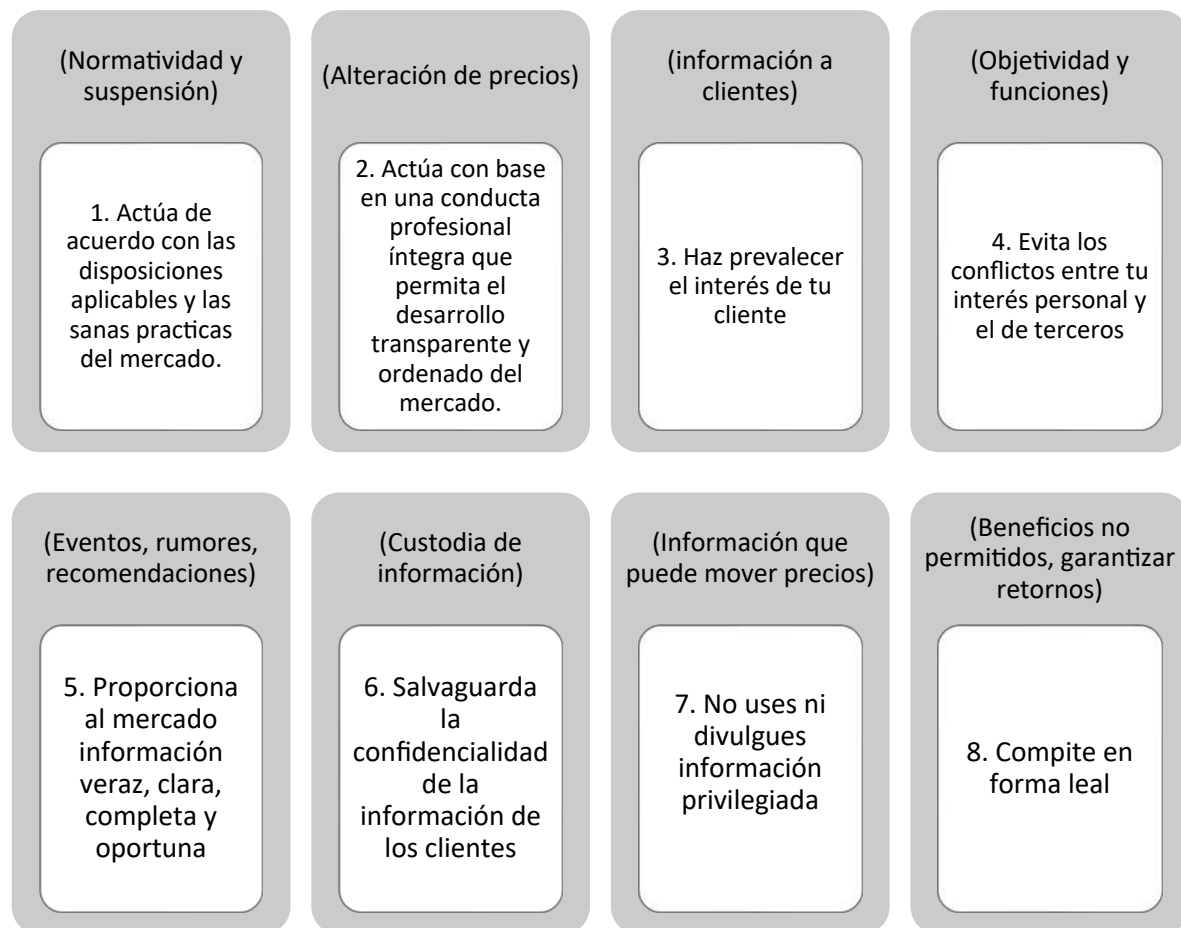 (Normatividad y
suspensión)
1. Actúa de
acuerdo con las
disposiciones
aplicables y las
sanas practicas
del mercado.
(Alteración de precios)
2. Actúa con base
en una conducta
profesional
íntegra que
permita el
desarrollo
transparente y
ordenado del
mercado.
(información a
clientes)
3. Haz prevalecer
el interés de tu
cliente
(Objetividad y
funciones)
4. Evita los
conflictos entre tu
interés personal y
el de terceros
(Eventos, rumores,
recomendaciones)
5. Proporciona
al mercado
información
veraz, clara,
completa y
oportuna
(Custodia de
información)
6. Salvaguarda
la
confidencialidad
de la
información de
los clientes
(Información que
puede mover precios)
7. No uses ni
divulgues
información
privilegiada
(Beneficios no
permitidos, garantizar
retornos)
8. Compite en
forma leal